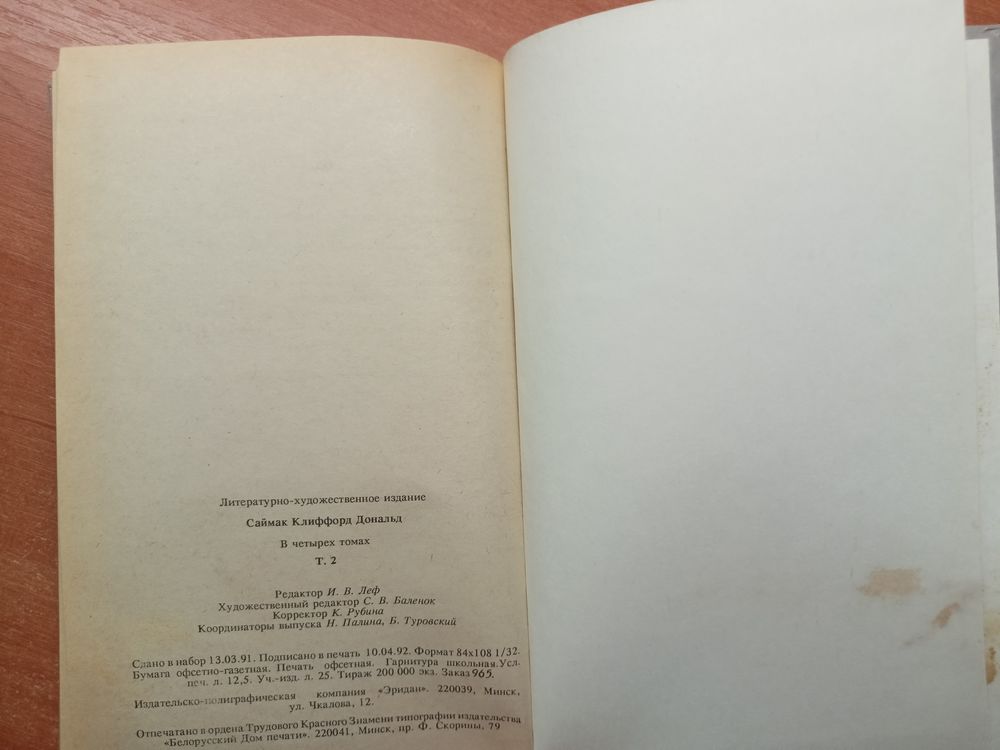 Литературно-художественное издание
Саймак Клиффорд Дональд
В четырех томах
Т. 2
Редактор И. В. Леф
Художественный редактор С. В. Баленок
Корректор К. Рубина
Координаторы выпуска Н. Палина, Б. Туровский
Сдано в набор 13.03.91. Подписано в печать 10.04.92. Формат 84х108 1/32.
Бумага офсетно-газетная. Печать офсетная. Гарнитура школьная.Усл.
печ. л. 12,5. Уч.-изд. л. 25. Тираж 200 000 экз. Заказ 965.
Издательско-полиграфическая компания «Эридан». 220039, Минск,
ул. Чкалова, 12.
Отпечатано в ордена Трудового Красного Знамени типографии издательства
«Белорусский Дом печати». 220041, Минск, пр. Ф. Скорины, 79